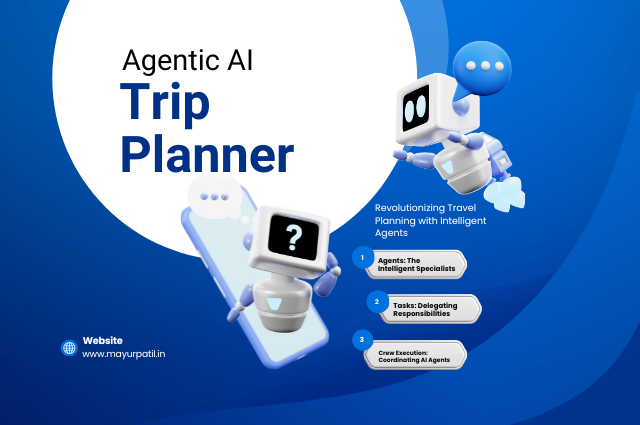 Agentic AI
Trip
Planner
?
Revolutionizing Travel
Planning with Intelligent
Agents
1
Agents: The
Intelligent Specialists
2
Tasks: Delegating
Responsibilities
3
Crew Execution:
Coordinating AI Agents
Website
www.mayurpatil.in